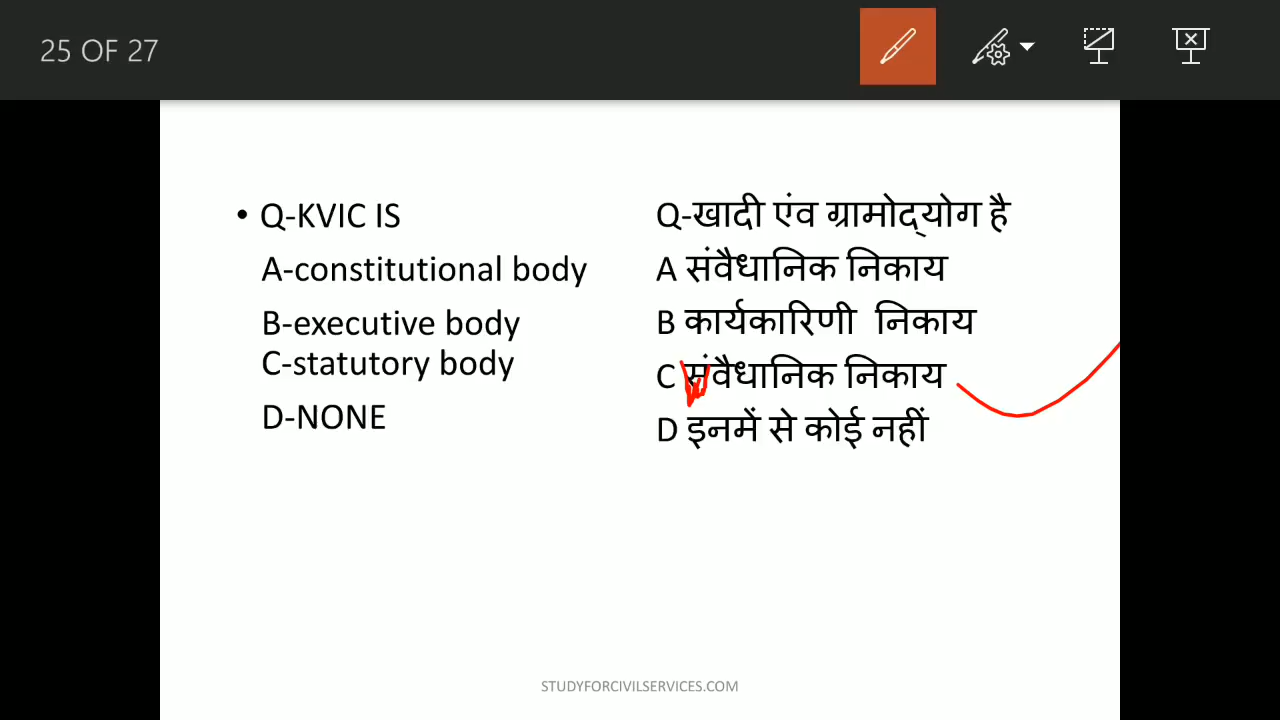 25 OF 27
• Q-KVIC IS
A-constitutional body
B-executive body
C-statutory body
D-NONE
Q-खादी एंव ग्रामोद्‌योग है
A संवैधानिक निकाय
B कार्यकारिणी निकाय
C संवैधानिक निकाय
D इनमें से कोई नहीं
STUDYFORCIVILSERVICES.COM